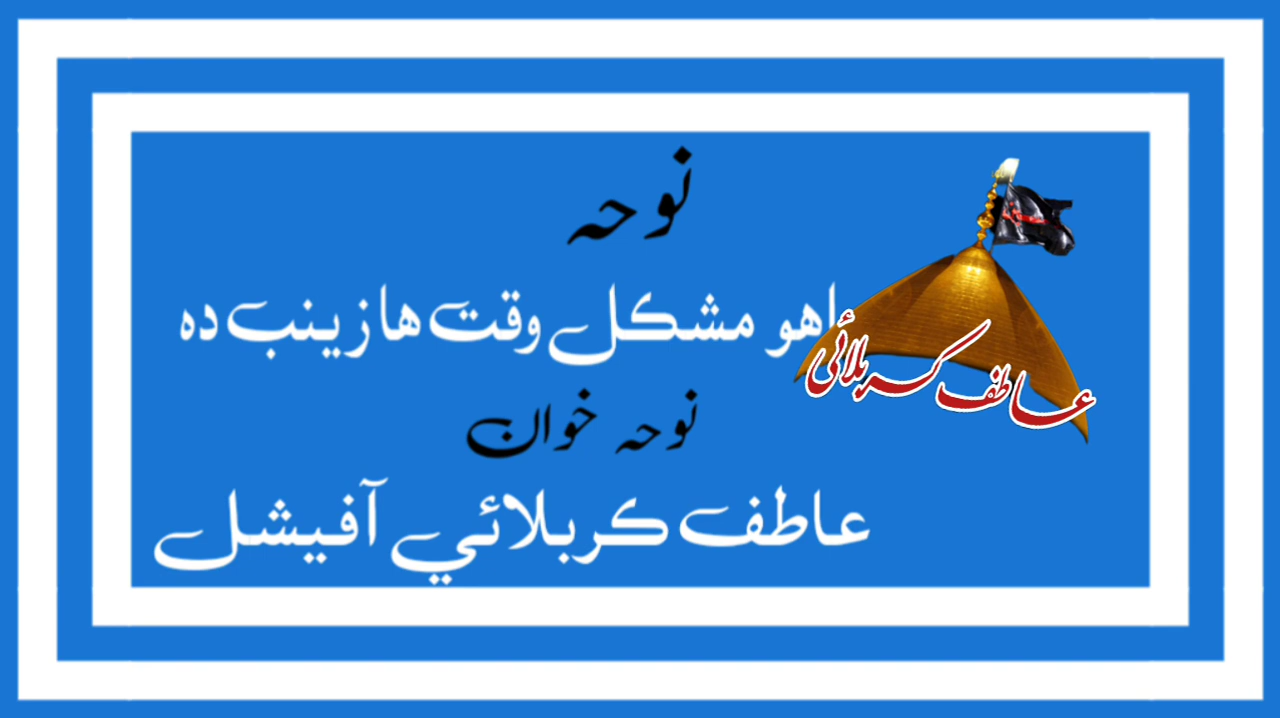 نوحہ
اهو مشکل وقت ها زينب ده
عاطف کربلائی
نوحہ خوان
عاطف کربلائي آفيشل